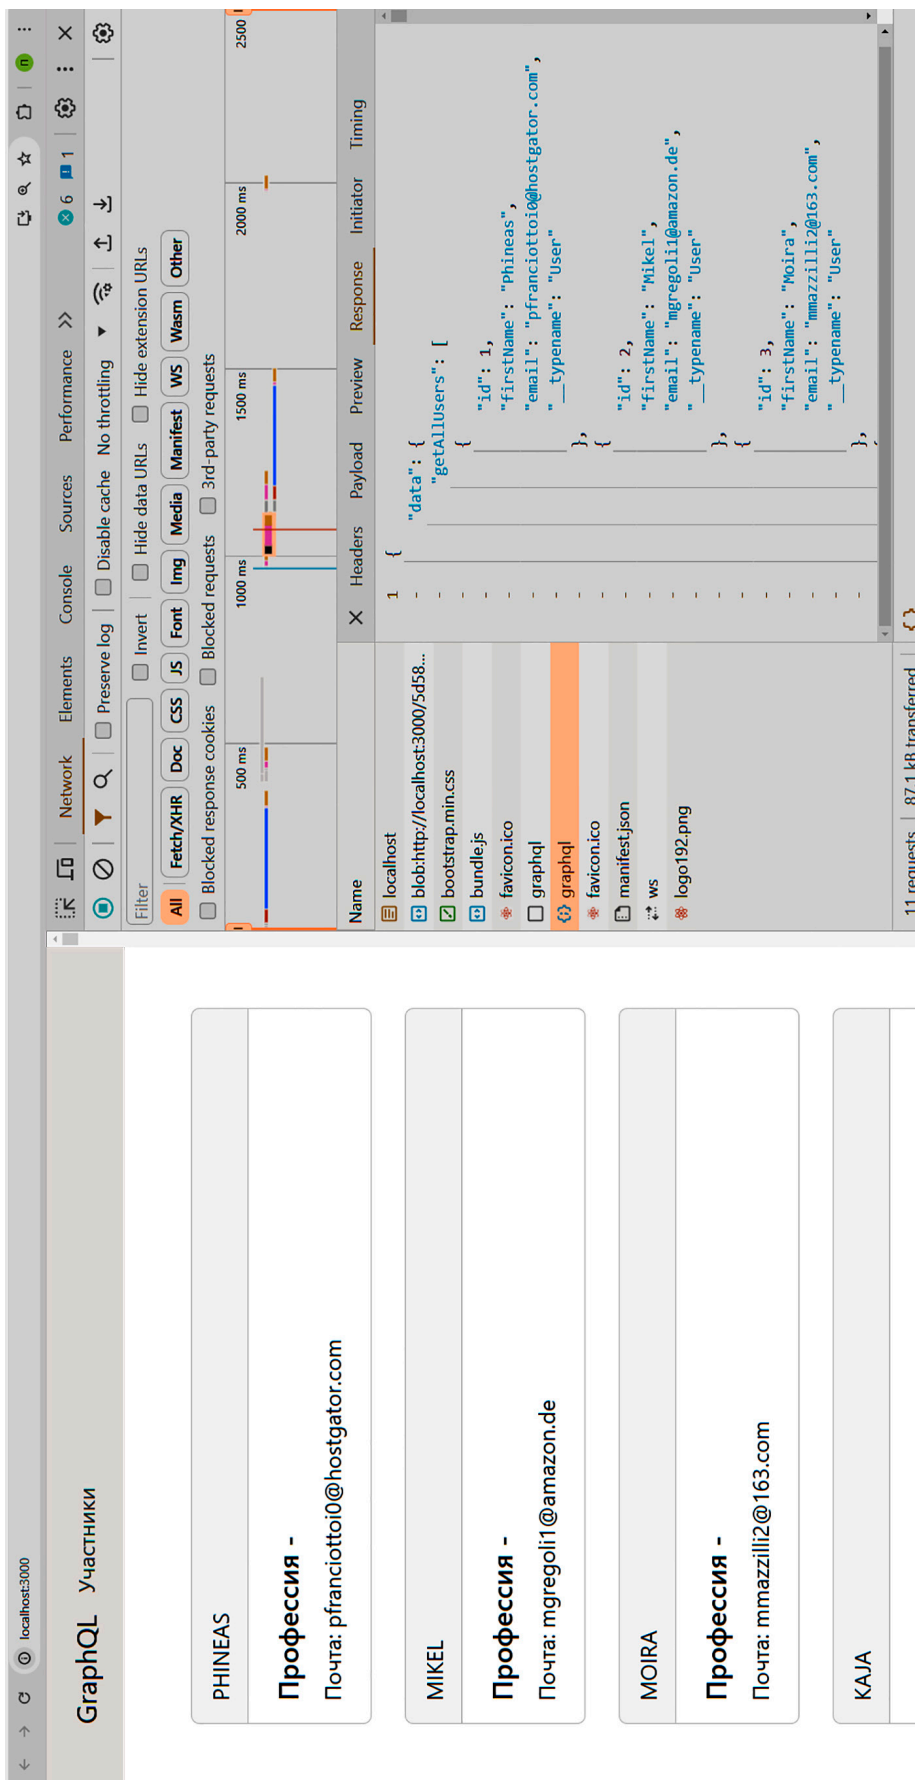 localhost:3000
n
GraphQL Участники
PHINEAS
Профессия -
Почта: pfranciottoi0@hostgator.com
MIKEL
Профессия -
Почта: mgregoli1@amazon.de
MOIRA
Профессия -
Почта: mmazzilli2@163.com
KAJA
Network Elements Console Sources Performance 6 1
Preserve log Disable cache No throttling
Filter Invert Hide data URLs Hide extension URLs
All Fetch/XHR Doc CSS JS Font Img Media Manifest WS Wasm Other
Blocked response cookies Blocked requests 3rd-party requests
500 ms 1000 ms 1500 ms 2000 ms 2500
Name
localhost
blob:http://localhost:3000/5d58...
bootstrap.min.css
bundle.js
favicon.ico
graphql
graphql
favicon.ico
manifest.json
ws
logo192.png
11 requests 87.1 kB transferred
Headers Payload Preview Response Initiator Timing
1 {
- "data": {
- "getAllUsers": [
- {
- "id": 1,
- "firstName": "Phineas",
- "email": "pfranciottoi0@hostgator.com",
- "__typename": "User"
- },
- {
- "id": 2,
- "firstName": "Mikel",
- "email": "mgregoli1@amazon.de",
- "__typename": "User"
- },
- {
- "id": 3,
- "firstName": "Moira",
- "email": "mmazzilli2@163.com",
- "__typename": "User"
- },
{}